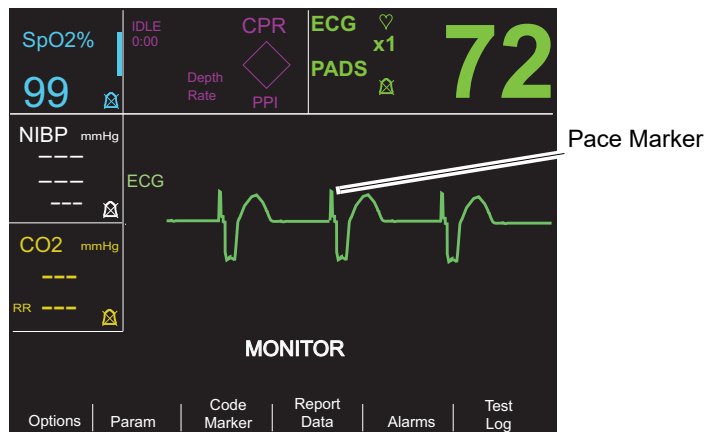 SpO2%
99
IDLE
0:00
CPR
Depth
Rate
PPI
ECG
x1
PADS
72
NIBP mmHg
---
---
---
ECG
Pace Marker
CO2 mmHg
---
RR ---
MONITOR
Options
Param
Code
Marker
Report
Data
Alarms
Test
Log